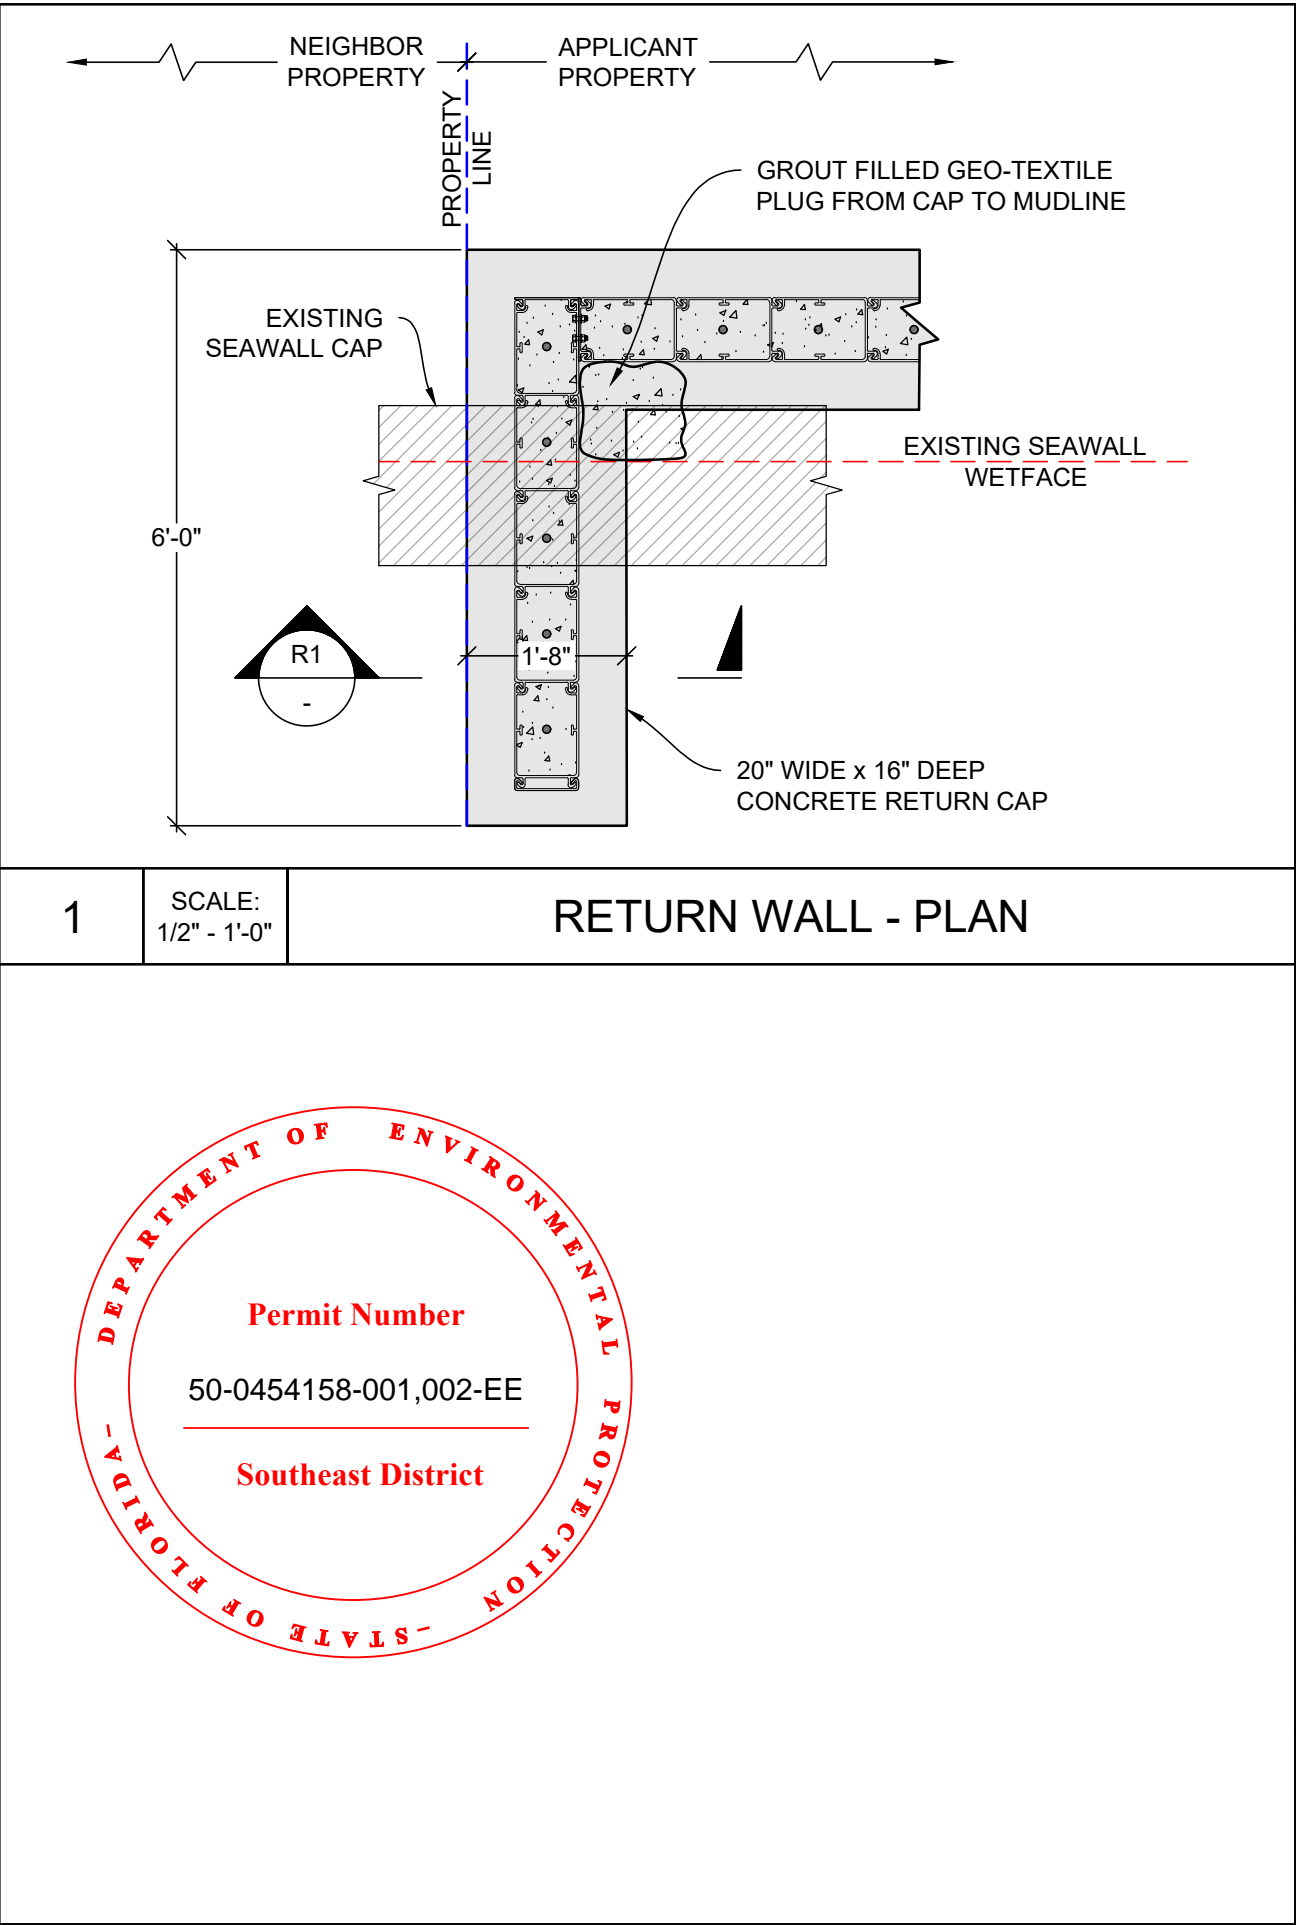 NEIGHBOR
PROPERTY
APPLICANT
PROPERTY
PROPERTY
LINE
GROUT FILLED GEO-TEXTILE
PLUG FROM CAP TO MUDLINE
EXISTING
SEAWALL CAP
EXISTING SEAWALL
WETFACE
6'-0"
R1
-
1'-8"
20" WIDE x 16" DEEP
CONCRETE RETURN CAP
1
SCALE:
1/2" - 1'-0"
RETURN WALL - PLAN
DEPARTMENT OF ENVIRONMENTAL PROTECTION
-STATE OF FLORIDA-
Permit Number
50-0454158-001,002-EE
Southeast District